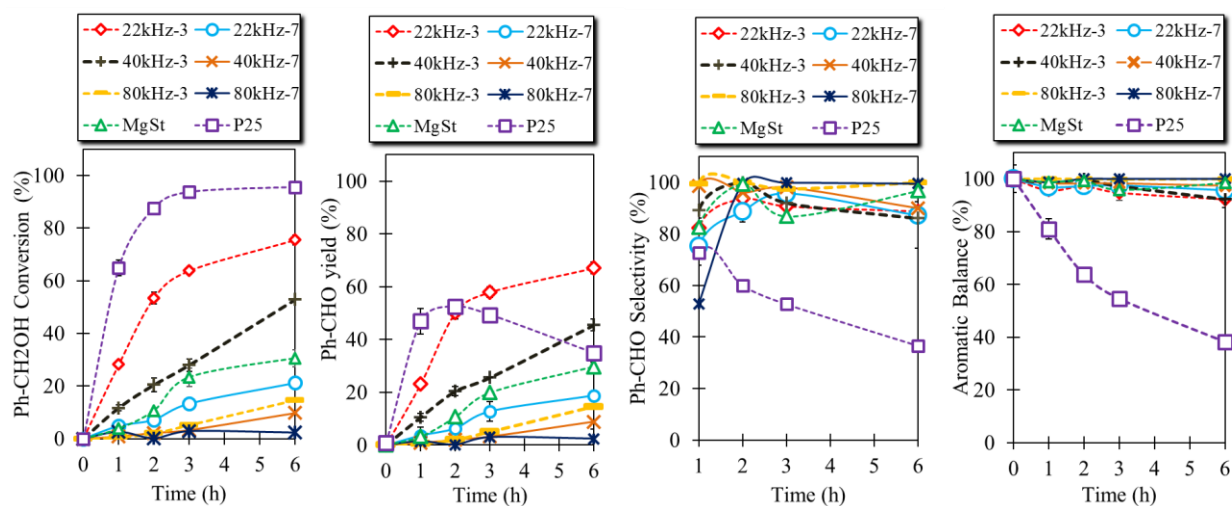 22kHz-3 22kHz-7
40kHz-3 40kHz-7
80kHz-3 80kHz-7
MgSt P25
Ph-CH2OH Conversion (%)
100
80
60
40
20
0
0 1 2 3 4 5 6
Time (h)
22kHz-3 22kHz-7
40kHz-3 40kHz-7
80kHz-3 80kHz-7
MgSt P25
Ph-CHO yield (%)
100
80
60
40
20
0
0 1 2 3 4 5 6
Time (h)
22kHz-3 22kHz-7
40kHz-3 40kHz-7
80kHz-3 80kHz-7
MgSt P25
Ph-CHO Selectivity (%)
100
80
60
40
20
0
1 2 3 4 5 6
Time (h)
22kHz-3 22kHz-7
40kHz-3 40kHz-7
80kHz-3 80kHz-7
MgSt P25
Aromatic Balance (%)
100
80
60
40
20
0
0 1 2 3 4 5 6
Time (h)